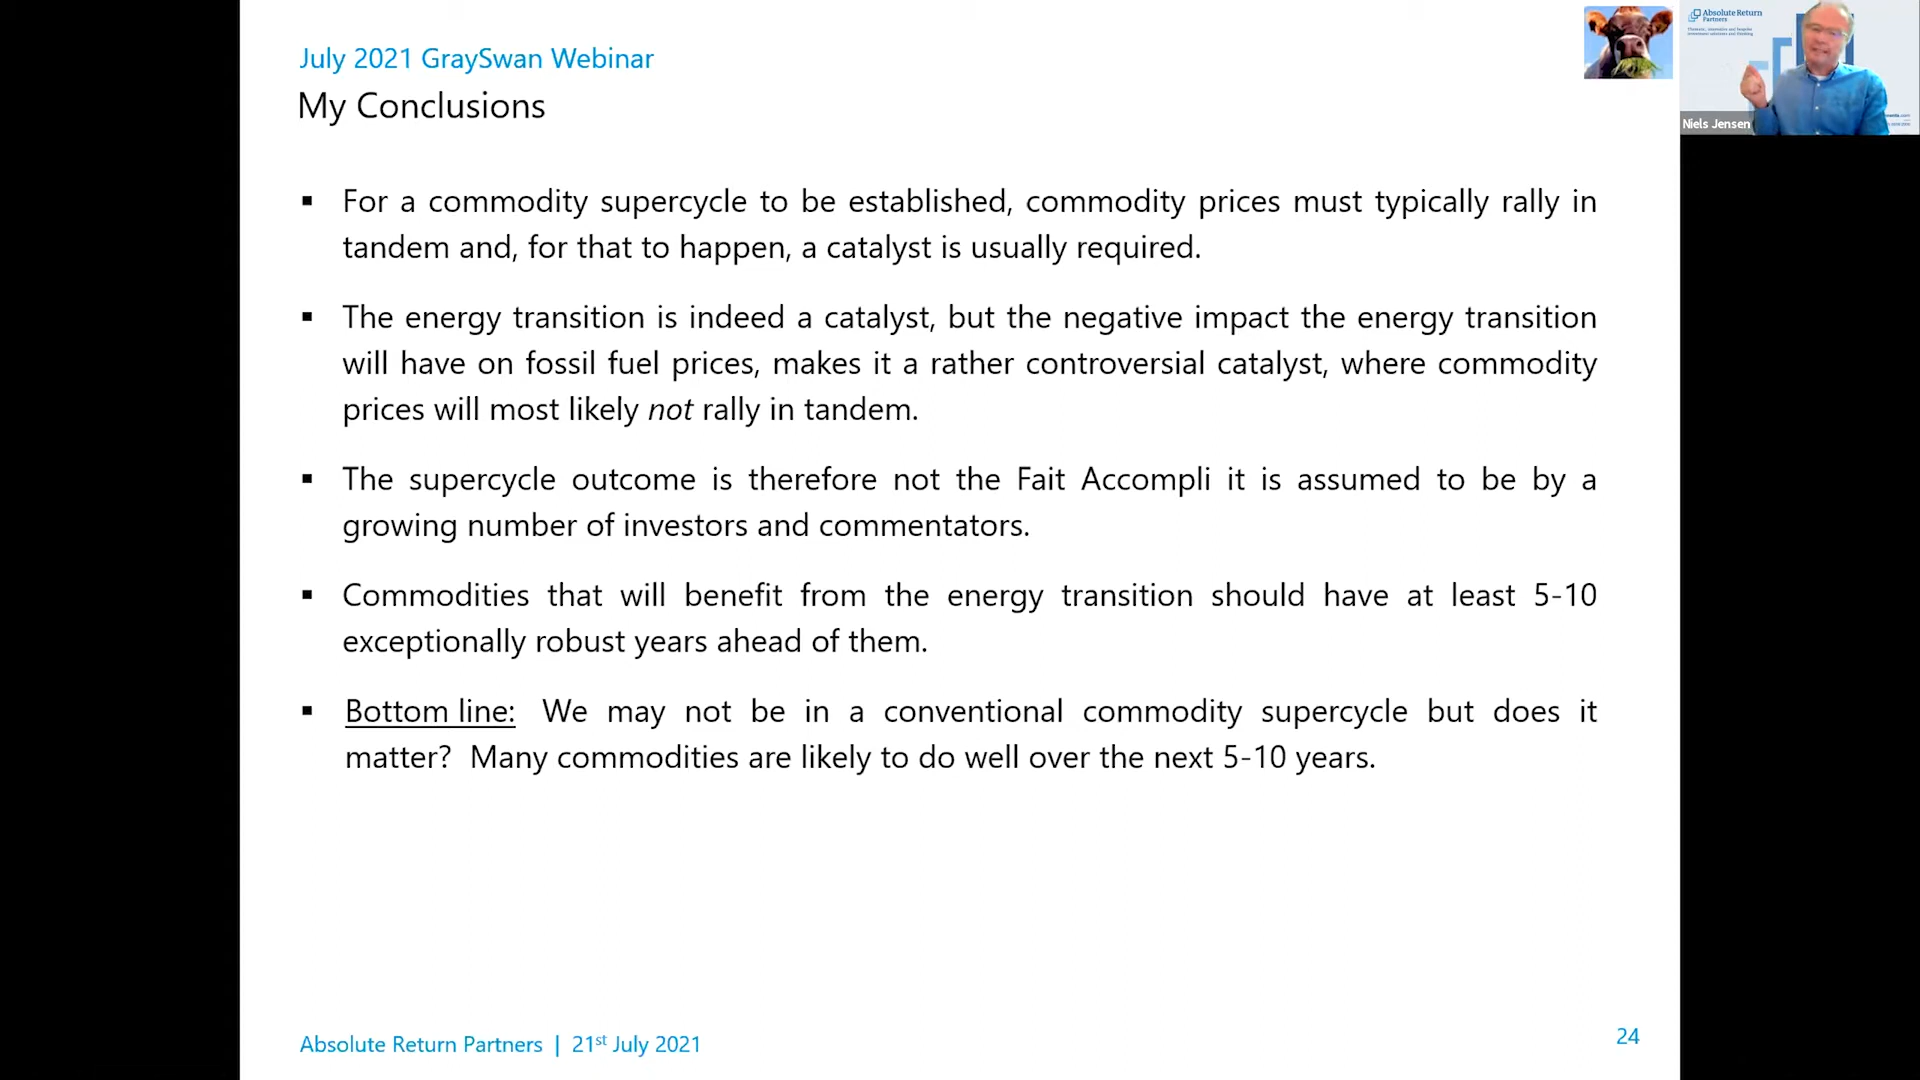 July 2021 GraySwan Webinar
My Conclusions
▪ For a commodity supercycle to be established, commodity prices must typically rally in
tandem and, for that to happen, a catalyst is usually required.
▪ The energy transition is indeed a catalyst, but the negative impact the energy transition
will have on fossil fuel prices, makes it a rather controversial catalyst, where commodity
prices will most likely not rally in tandem.
▪ The supercycle outcome is therefore not the Fait Accompli it is assumed to be by a
growing number of investors and commentators.
▪ Commodities that will benefit from the energy transition should have at least 5-10
exceptionally robust years ahead of them.
▪ Bottom line: We may not be in a conventional commodity supercycle but does it
matter? Many commodities are likely to do well over the next 5-10 years.
Absolute Return Partners | 21st July 2021
24
Absolute Return
Partners
Niels Jensen